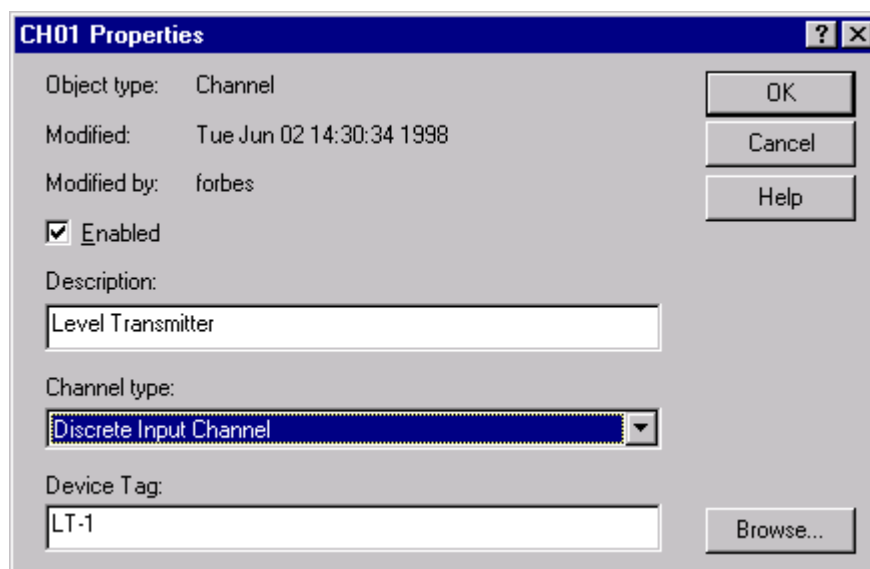 CH01 Properties
Object type: Channel
OK
Modified: Tue Jun 02 14:30:34 1998
Cancel
Modified by: forbes
Help
Enabled
Description:
Level Transmitter
Channel type:
Discrete Input Channel
Device Tag:
LT-1
Browse...